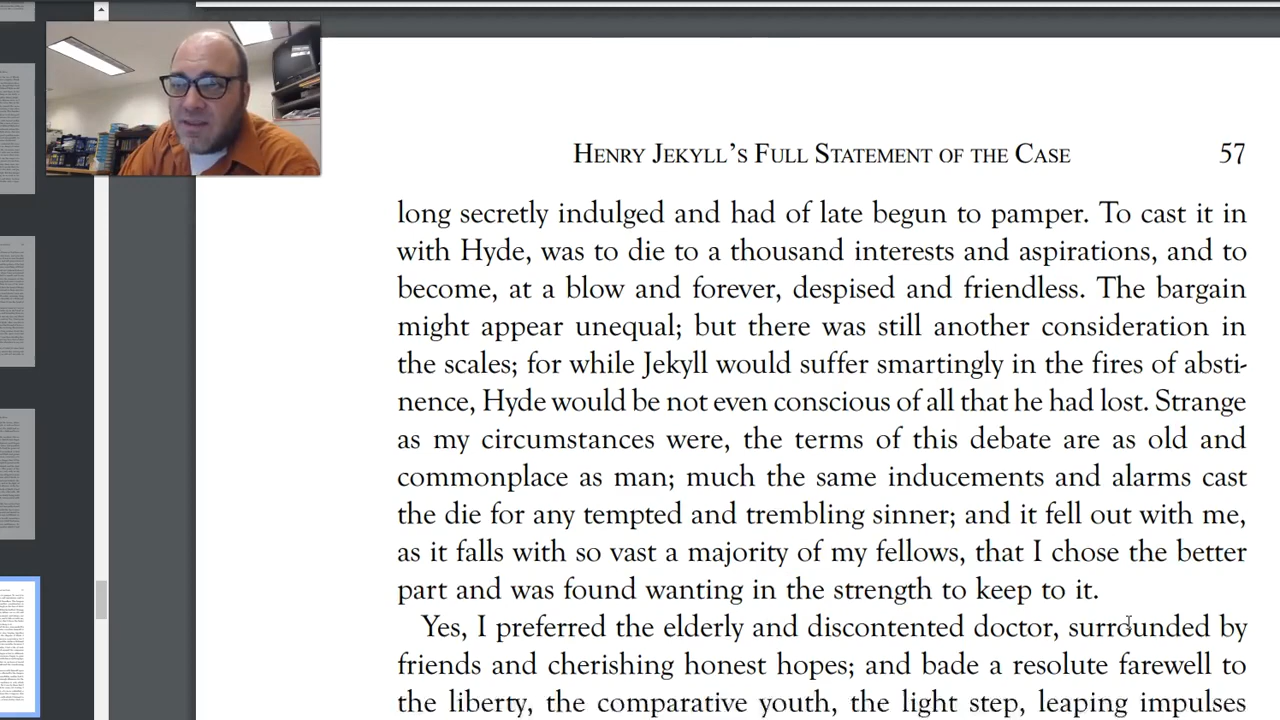 HENRY JEKYLL'S FULL STATEMENT OF THE CASE 57
long secretly indulged and had of late begun to pamper. To cast it in
with Hyde, was to die to a thousand interests and aspirations, and to
become, at a blow and forever, despised and friendless. The bargain
might appear unequal; but there was still another consideration in
the scales; for while Jekyll would suffer smartingly in the fires of absti-
nence, Hyde would be not even conscious of all that he had lost. Strange
as my circumstances were, the terms of this debate are as old and
commonplace as man; much the same inducements and alarms cast
the die for any tempted and trembling sinner; and it fell out with me,
as it falls with so vast a majority of my fellows, that I chose the better
part and was found wanting in the strength to keep to it.
Yes, I preferred the elderly and discontented doctor, surrounded by
friends and cherishing honest hopes; and bade a resolute farewell to
the liberty, the comparative youth, the light step, leaping impulses